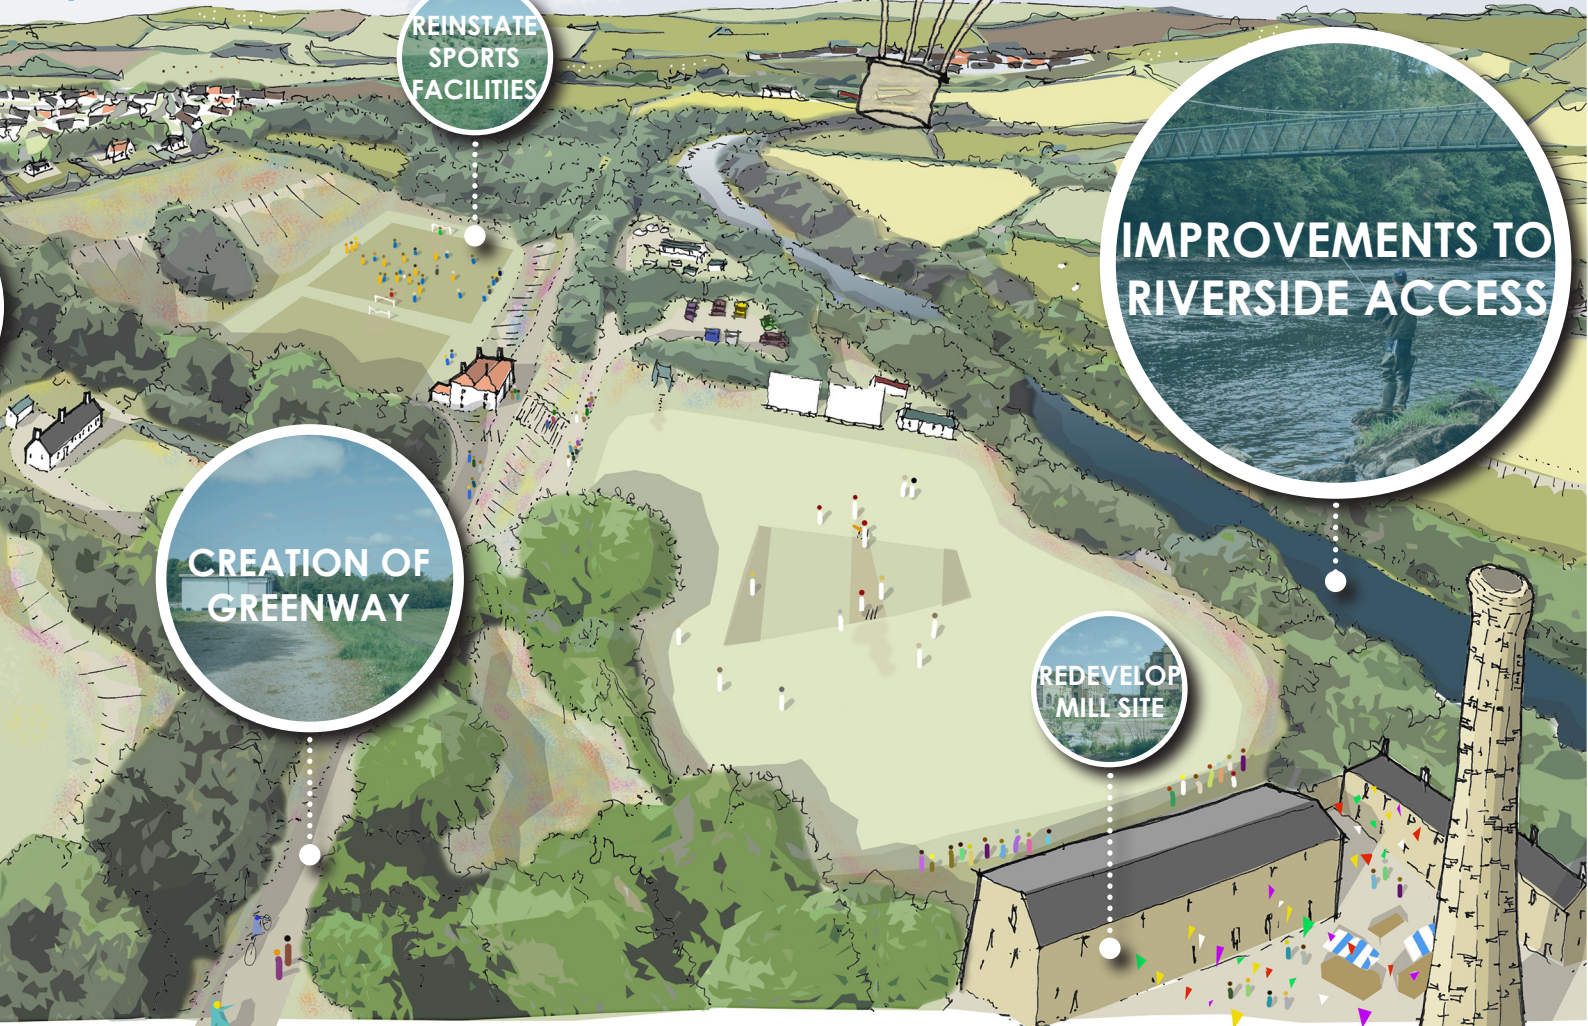 REINSTATE
SPORTS
FACILITIES
IMPROVEMENTS TO
RIVERSIDE ACCESS
CREATION OF
GREENWAY
REDEVELOP
MILL SITE